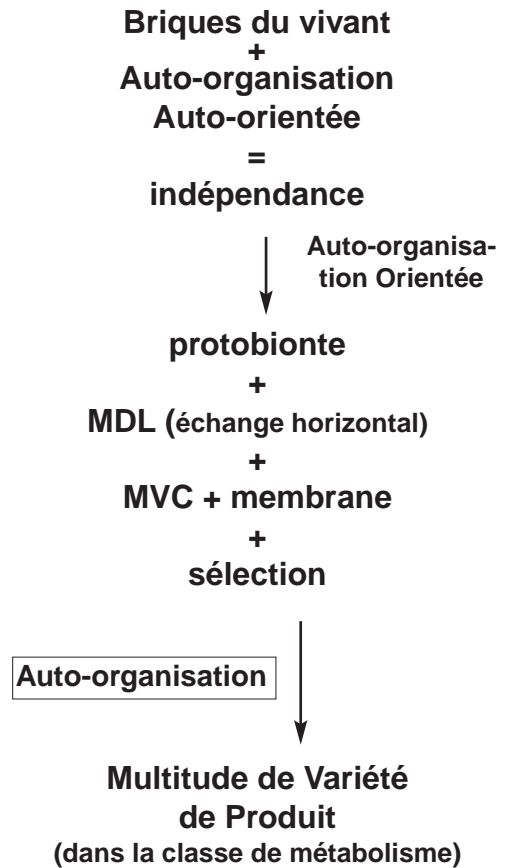 Briques du vivant
+
Auto-organisation
Auto-orientée
=
indépendance
Auto-organisa-
tion Orientée
protobionte
+
MDL (échange horizontal)
+
MVC + membrane
+
sélection
Auto-organisation
Multitude de Variété
de Produit
(dans la classe de métabolisme)